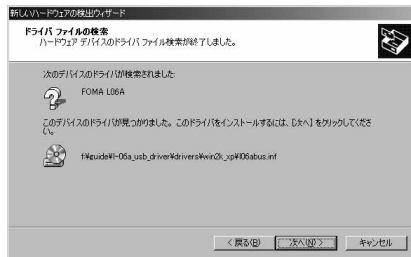 新しいハードウェアの検出ウィザード
ドライバ ファイルの検索
ハードウェア デバイスのドライバ ファイル検索が終了しました。
次のデバイスのドライバが検索されました:
FOMA L06A
このデバイスのドライバが見つかりました。このドライバをインストールするには、[次へ] をクリックしてくださ
い。
f:¥guide¥l-06a_usb_driver¥drivers¥win2k_xp¥l06abus.inf
< 戻る(B)
次へ(N) >
キャンセル